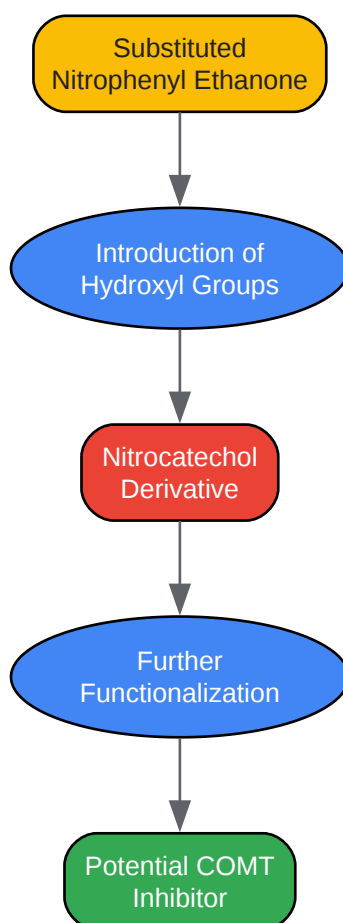 Substituted
Nitrophenyl Ethanone
Introduction of
Hydroxyl Groups
Nitrocatechol
Derivative
Further
Functionalization
Potential COMT
Inhibitor